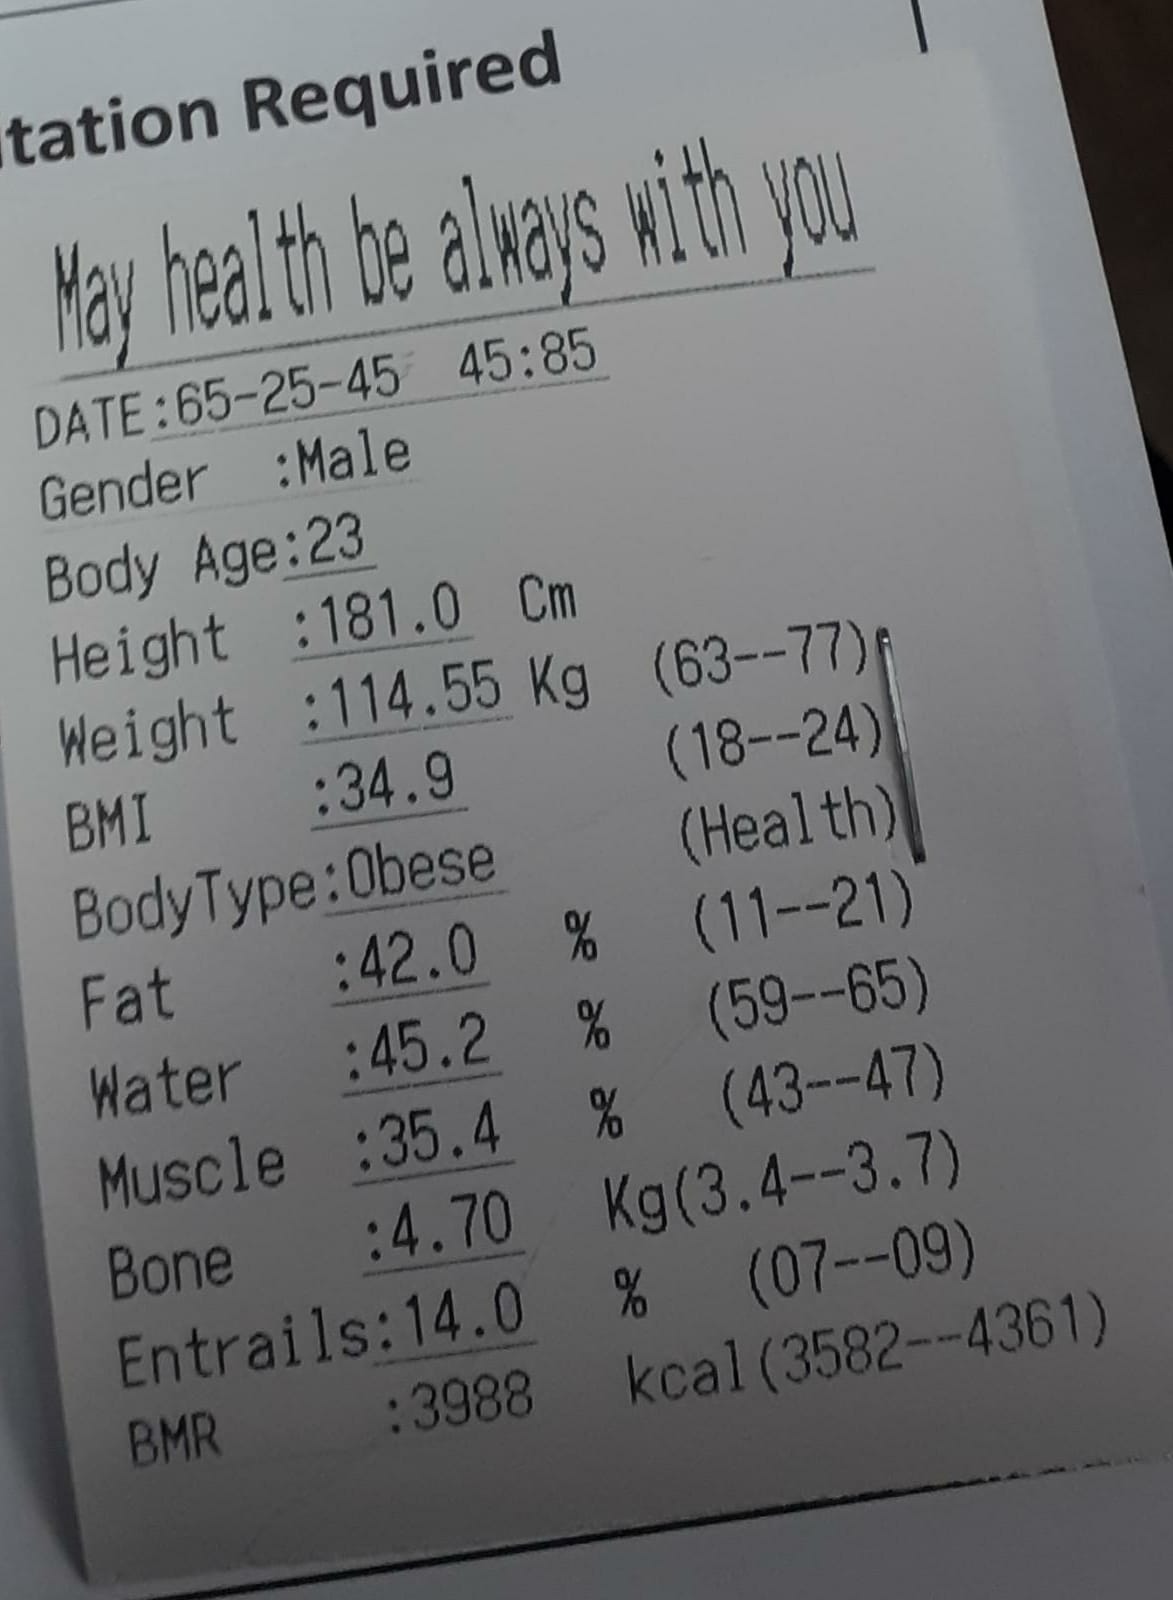 tation Required
May health be always with you
DATE:65-25-45 45:85
Gender :Male
Body Age:23
Height :181.0 Cm
Weight :114.55 Kg (63--77)
BMI :34.9 (18--24)
BodyType:Obese (Health)
Fat :42.0 % (11--21)
Water :45.2 % (59--65)
Muscle :35.4 % (43--47)
Bone :4.70 Kg(3.4--3.7)
Entrails:14.0 % (07--09)
BMR :3988 kcal(3582--4361)